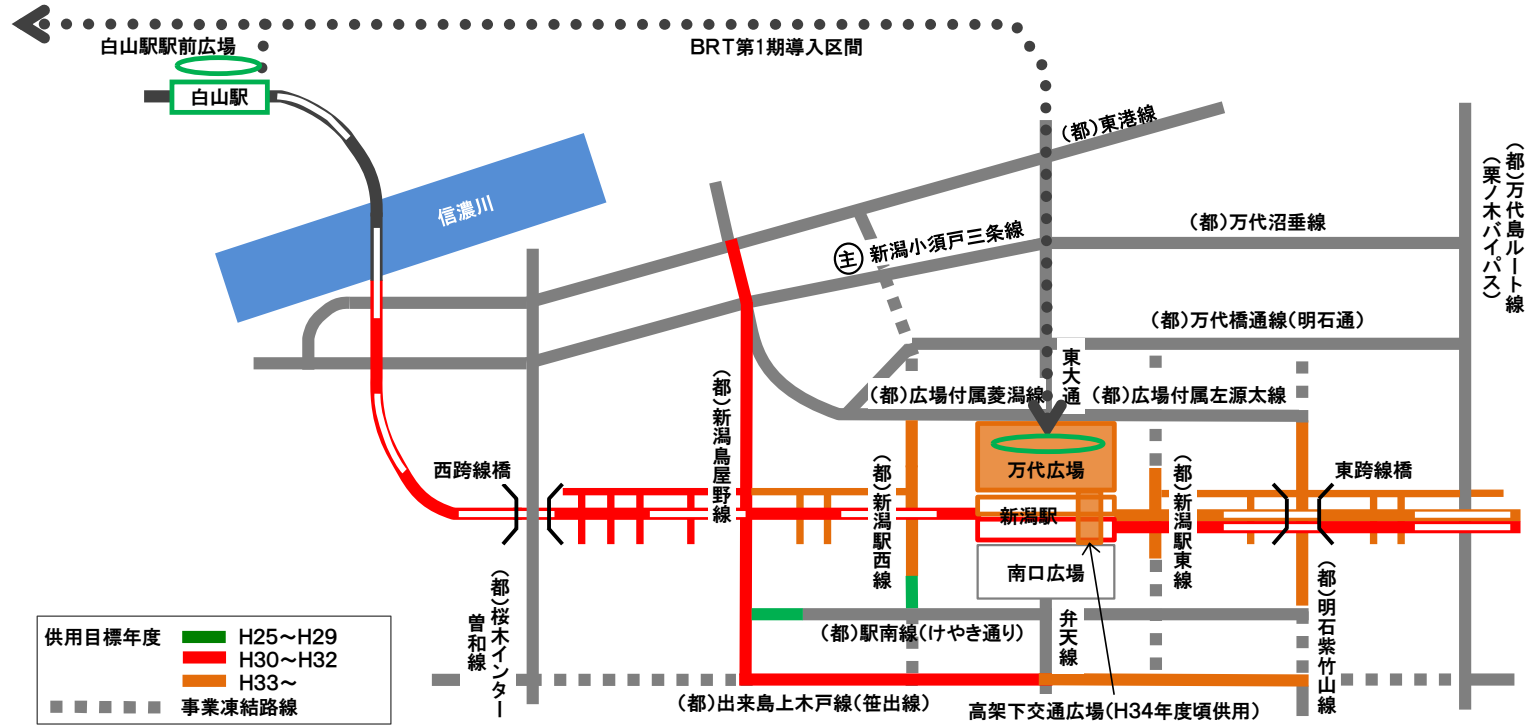 白山駅駅前広場
白山駅
BRT第1期導入区間
信濃川
(都)東港線
主 新潟小須戸三条線
(都)万代沼垂線
(都)万代橋通線(明石通)
(都)万代島ルート線
(栗ノ木バイパス)
東大通
(都)広場付属菱潟線
(都)広場付属左源太線
西跨線橋
(都)新潟鳥屋野線
(都)新潟駅西線
万代広場
新潟駅
南口広場
(都)新潟駅東線
東跨線橋
(都)桜木インター
曽和線
(都)駅南線(けやき通り)
弁天線
(都)明石紫竹山線
(都)出来島上木戸線(笹出線)
高架下交通広場(H34年度頃供用)
供用目標年度
H25~H29
H30~H32
H33~
事業凍結路線